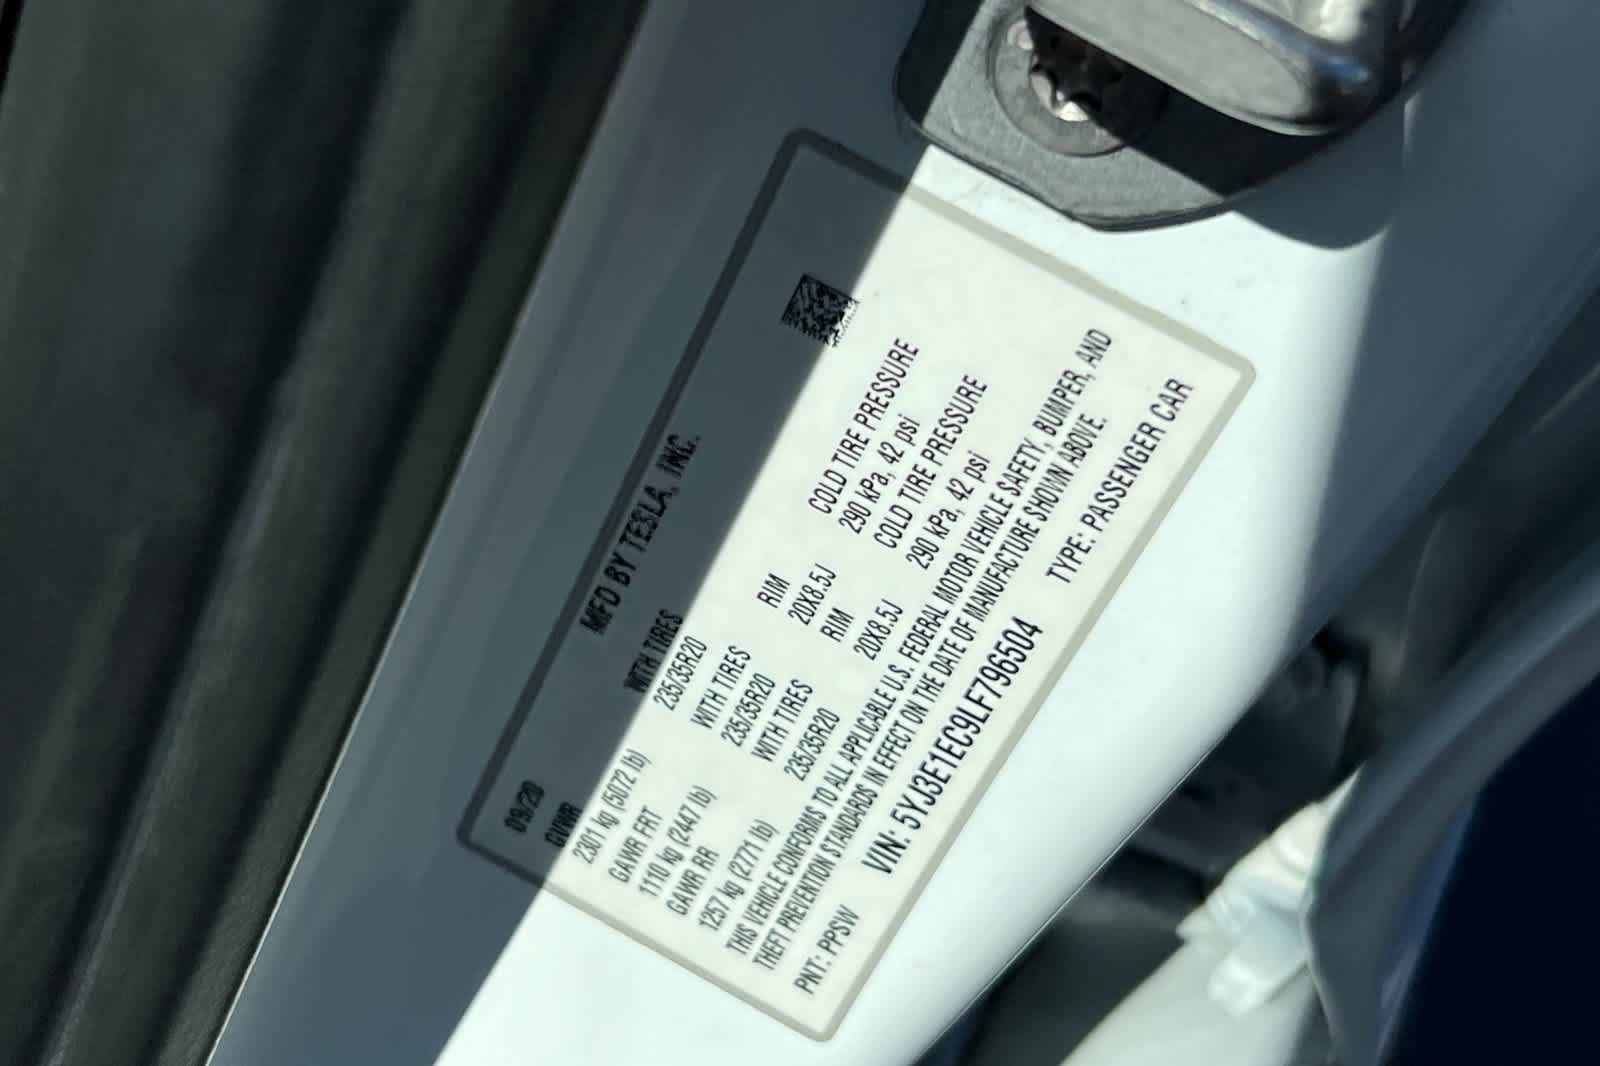 MFD BY TESLA, INC.
09/20
GVWR WITH TIRES
2301 kg (5072 lb) 235/35R20
GAWR FRT WITH TIRES RIM COLD TIRE PRESSURE
1110 kg (2447 lb) 235/35R20 20X8.5J 290 kPa, 42 psi
GAWR RR WITH TIRES RIM COLD TIRE PRESSURE
1257 kg (2771 lb) 235/35R20 20X8.5J 290 kPa, 42 psi
THIS VEHICLE CONFORMS TO ALL APPLICABLE U.S. FEDERAL MOTOR VEHICLE SAFETY, BUMPER, AND
THEFT PREVENTION STANDARDS IN EFFECT ON THE DATE OF MANUFACTURE SHOWN ABOVE.
PNT: PPSW VIN: 5YJ3E1EC9LF796504 TYPE: PASSENGER CAR